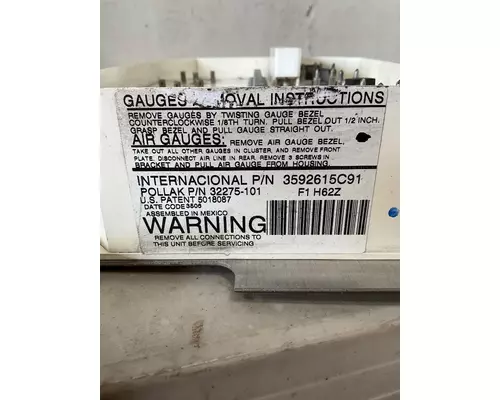 GAUGES REMOVAL INSTRUCTIONS
REMOVE GAUGES BY TWISTING GAUGE BEZEL
COUNTERCLOCKWISE 1/8TH TURN, PULL BEZEL OUT 1/2 INCH.
GRASP BEZEL AND PULL GAUGE STRAIGHT OUT.
AIR GAUGES: REMOVE AIR GAUGE BEZEL,
TAKE OUT ALL OTHER GAUGES IN CLUSTER, AND REMOVE FRONT
PLATE, DISCONNECT AIR LINE IN REAR, REMOVE 3 SCREWS IN
BRACKET AND PULL AIR GAUGE FROM HOUSING.
INTERNACIONAL P/N 3592615C91
POLLAK P/N 32275-101 F1 H62Z
U.S. PATENT 5018087
DATE CODE 3505
ASSEMBLED IN MEXICO
WARNING
REMOVE ALL CONNECTIONS TO
THIS UNIT BEFORE SERVICING